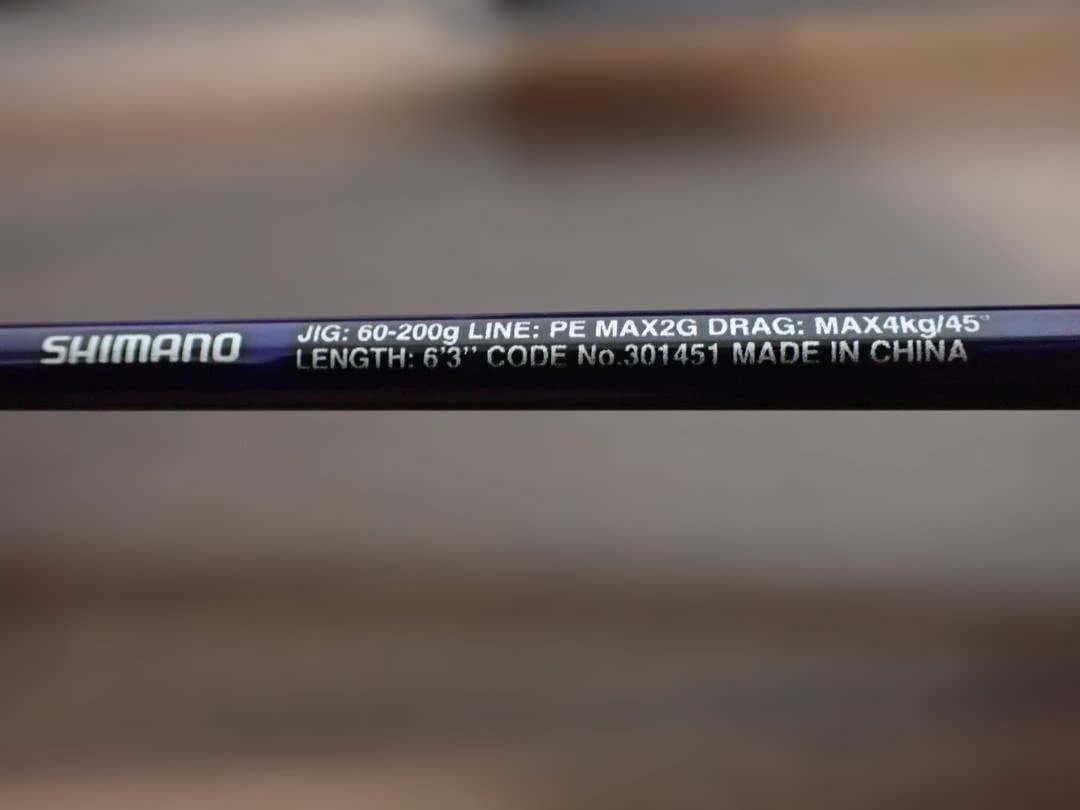 SHIMANO
JIG: 60-200g LINE: PE MAX2G DRAG: MAX4kg/45°
LENGTH: 6'3'' CODE No.301451 MADE IN CHINA